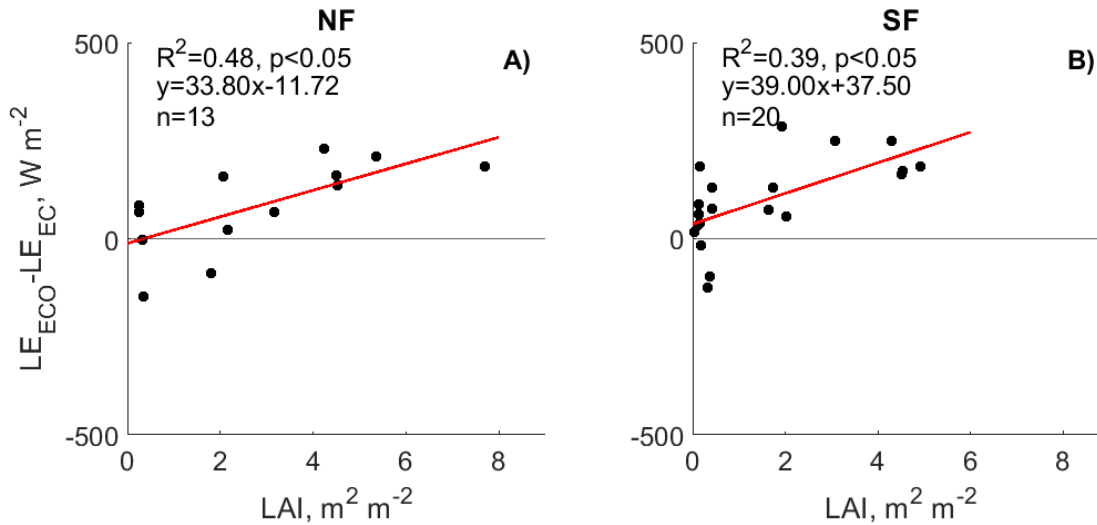 NF
R²=0.48, p<0.05
y=33.80x-11.72
n=13
A)
500
0
-500
LE_ECO-LE_EC, W m⁻²
0 2 4 6 8
LAI, m² m⁻²
SF
R²=0.39, p<0.05
y=39.00x+37.50
n=20
B)
500
0
-500
0 2 4 6 8
LAI, m² m⁻²